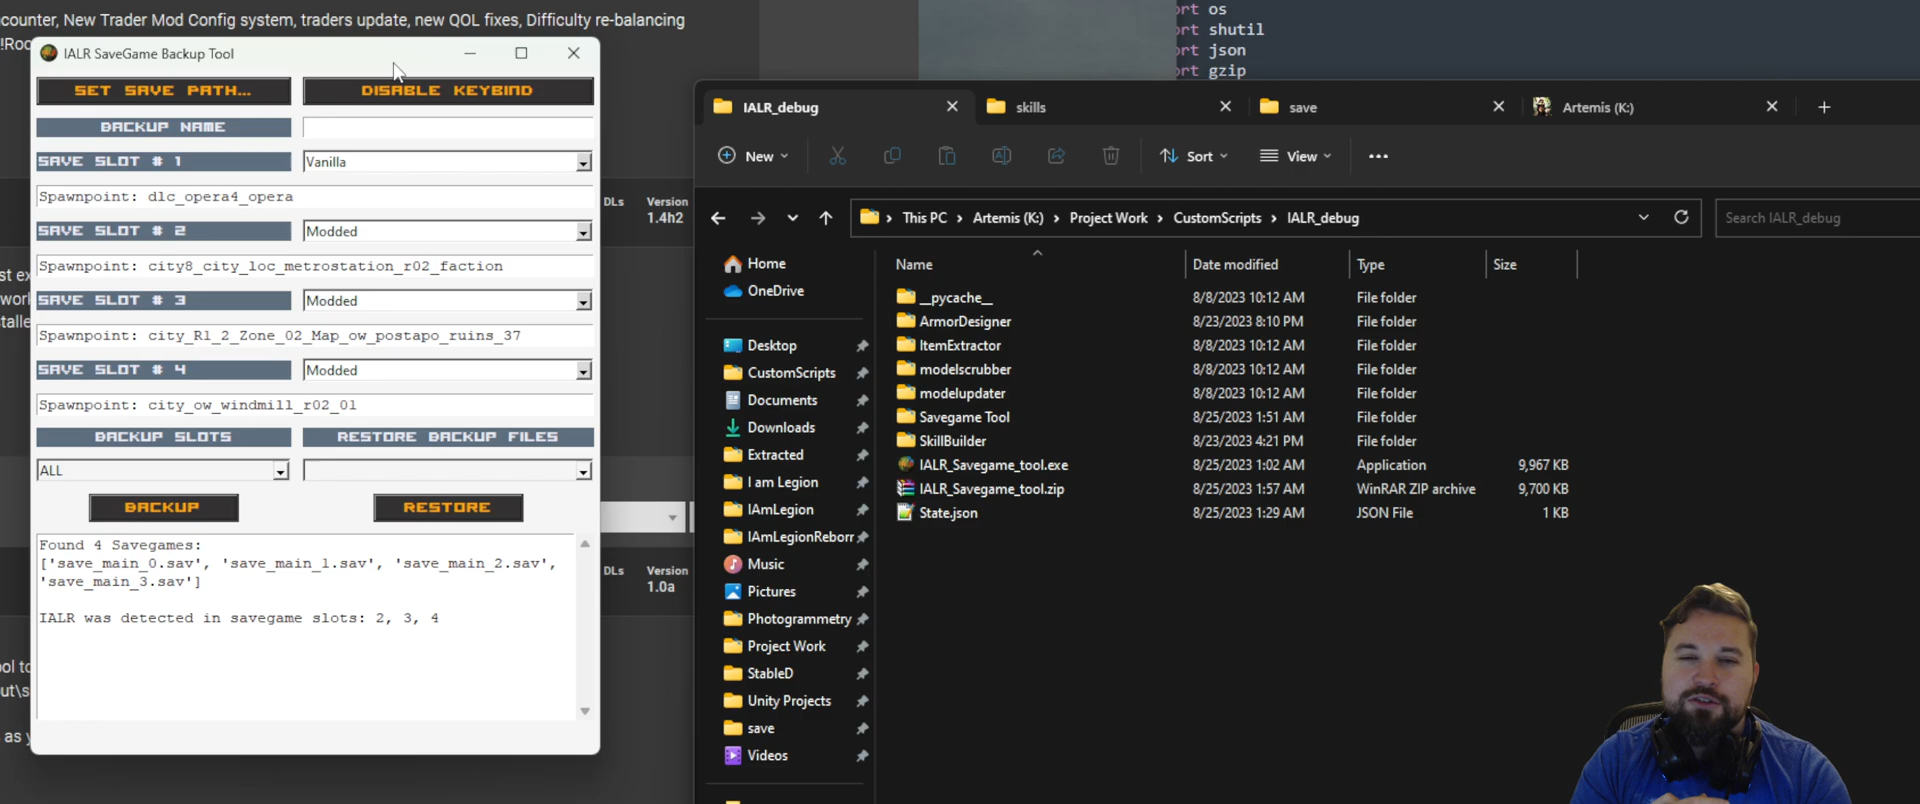 counter, New Trader Mod Config system, traders update, new QOL fixes, Difficulty re-balancing
ort os
ort shutil
ort json
ort gzip
IALR SaveGame Backup Tool
SET SAVE PATH...
DISABLE KEYBIND
BACKUP NAME
SAVE SLOT # 1
Vanilla
Spawnpoint: dlc_opera4_opera
SAVE SLOT # 2
Modded
Spawnpoint: city8_city_loc_metrostation_r02_faction
SAVE SLOT # 3
Modded
Spawnpoint: city_R1_2_Zone_02_Map_ow_postapo_ruins_37
SAVE SLOT # 4
Modded
Spawnpoint: city_ow_windmill_r02_01
BACKUP SLOTS
RESTORE BACKUP FILES
ALL
BACKUP
RESTORE
Found 4 Savegames:
['save_main_0.sav', 'save_main_1.sav', 'save_main_2.sav',
'save_main_3.sav']
IALR was detected in savegame slots: 2, 3, 4
DLs Version
1.4h2
DLs Version
1.0a
IALR_debug
skills
save
Artemis (K:)
New
Sort
View
This PC > Artemis (K:) > Project Work > CustomScripts > IALR_debug
Search IALR_debug
Home
OneDrive
Desktop
CustomScripts
Documents
Downloads
Extracted
I am Legion
IAmLegion
IAmLegionReborn
Music
Pictures
Photogrammetry
Project Work
StableD
Unity Projects
save
Videos
Name Date modified Type Size
__pycache__ 8/8/2023 10:12 AM File folder
ArmorDesigner 8/23/2023 8:10 PM File folder
ItemExtractor 8/8/2023 10:12 AM File folder
modelscrubber 8/8/2023 10:12 AM File folder
modelupdater 8/8/2023 10:12 AM File folder
Savegame Tool 8/25/2023 1:51 AM File folder
SkillBuilder 8/23/2023 4:21 PM File folder
IALR_Savegame_tool.exe 8/25/2023 1:02 AM Application 9,967 KB
IALR_Savegame_tool.zip 8/25/2023 1:57 AM WinRAR ZIP archive 9,700 KB
State.json 8/25/2023 1:29 AM JSON File 1 KB